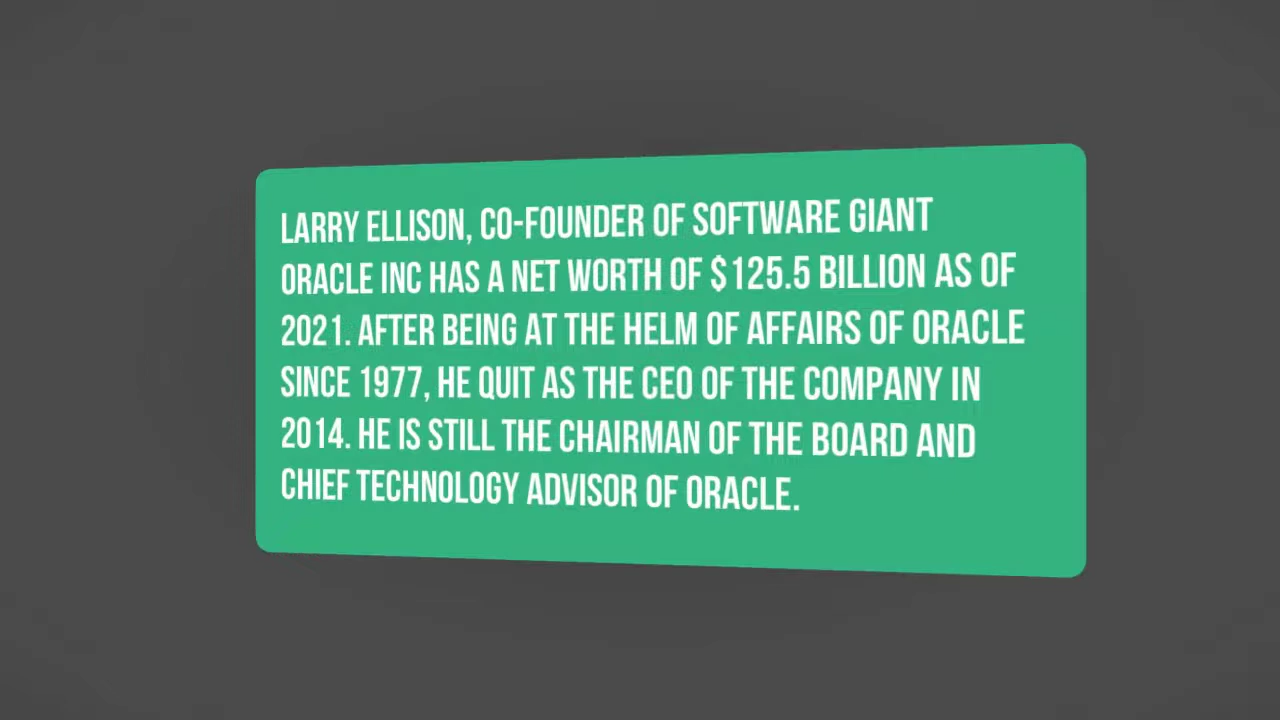 LARRY ELLISON, CO-FOUNDER OF SOFTWARE GIANT
ORACLE INC HAS A NET WORTH OF $125.5 BILLION AS OF
2021. AFTER BEING AT THE HELM OF AFFAIRS OF ORACLE
SINCE 1977, HE QUIT AS THE CEO OF THE COMPANY IN
2014. HE IS STILL THE CHAIRMAN OF THE BOARD AND
CHIEF TECHNOLOGY ADVISOR OF ORACLE.